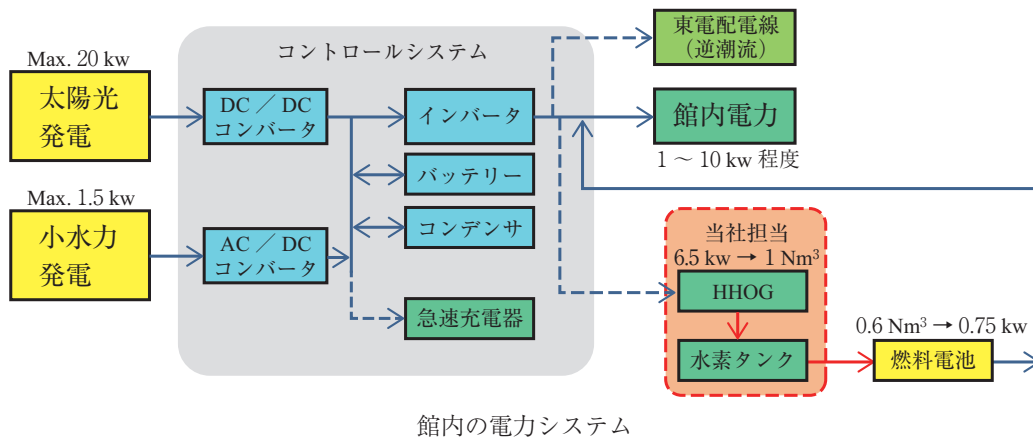 Max. 20 kw
太陽光
発電
Max. 1.5 kw
小水力
発電
コントロールシステム
DC ／ DC
コンバータ
AC ／ DC
コンバータ
インバータ
バッテリー
コンデンサ
急速充電器
東電配電線
（逆潮流）
館内電力
1 ～ 10 kw 程度
当社担当
6.5 kw → 1 Nm³
HHOG
水素タンク
0.6 Nm³ → 0.75 kw
燃料電池
館内の電力システム